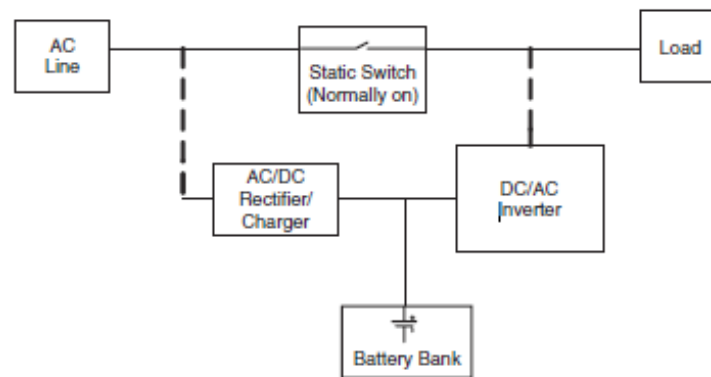 AC
Line
Static Switch
(Normally on)
Load
AC/DC
Rectifier/
Charger
DC/AC
Inverter
Battery Bank